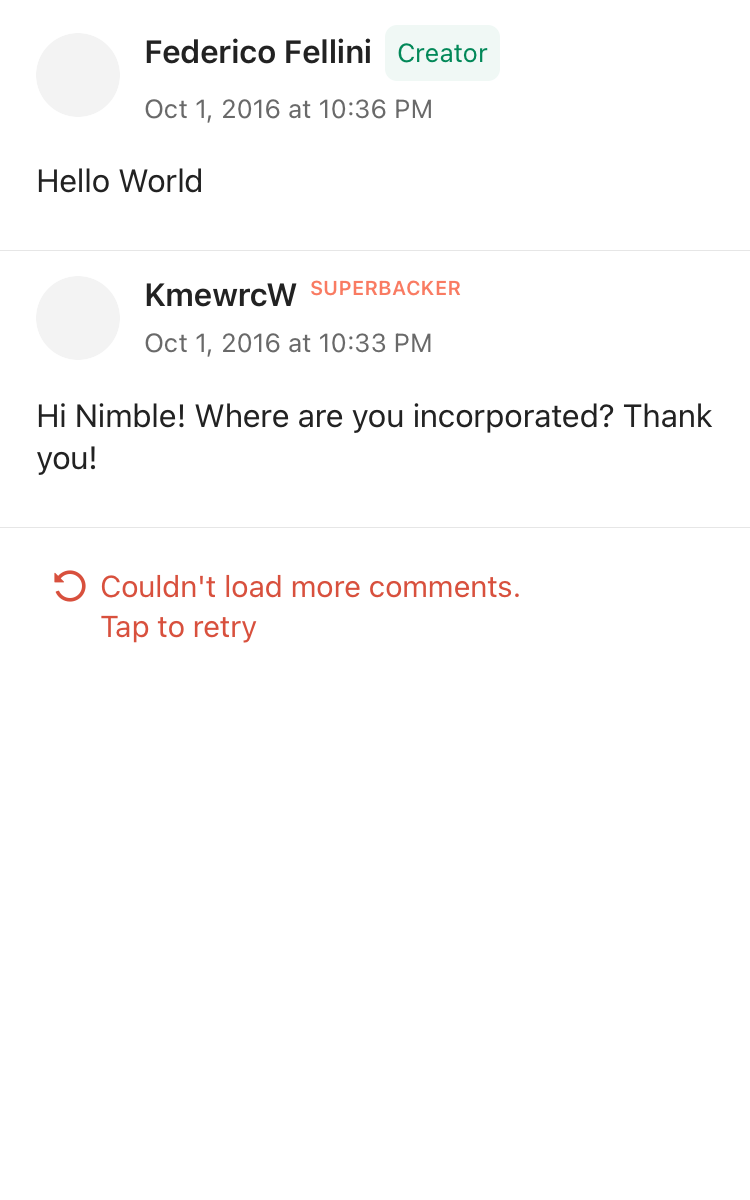 Federico Fellini Creator
Oct 1, 2016 at 10:36 PM
Hello World
KmewrcW SUPERBACKER
Oct 1, 2016 at 10:33 PM
Hi Nimble! Where are you incorporated? Thank
you!
Couldn't load more comments.
Tap to retry